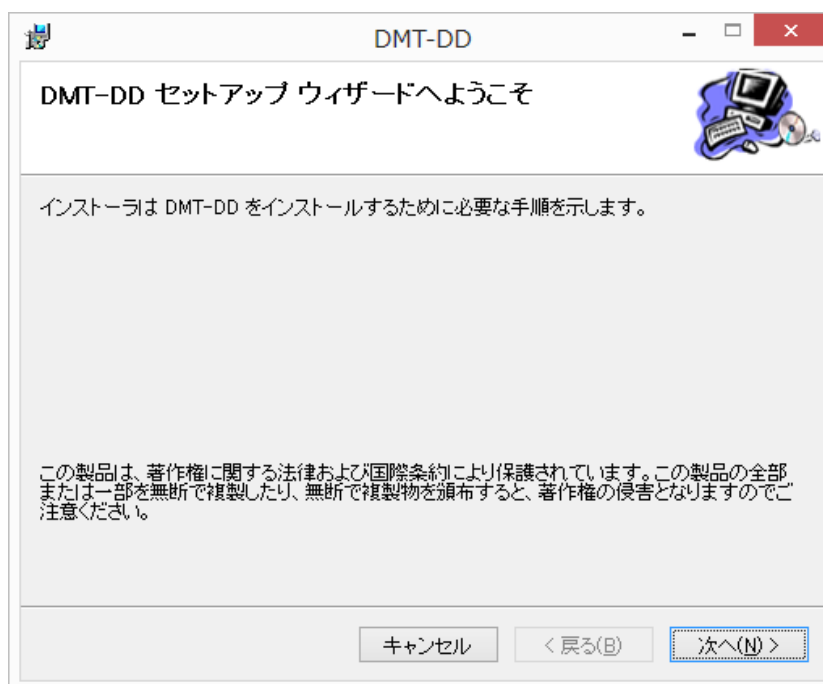 DMT-DD
DMT-DD セットアップ ウィザードへようこそ
インストーラは DMT-DD をインストールするために必要な手順を示します。
この製品は、著作権に関する法律および国際条約により保護されています。この製品の全部
または一部を無断で複製したり、無断で複製物を頒布すると、著作権の侵害となりますのでご
注意ください。
キャンセル
< 戻る(B)
次へ(N) >